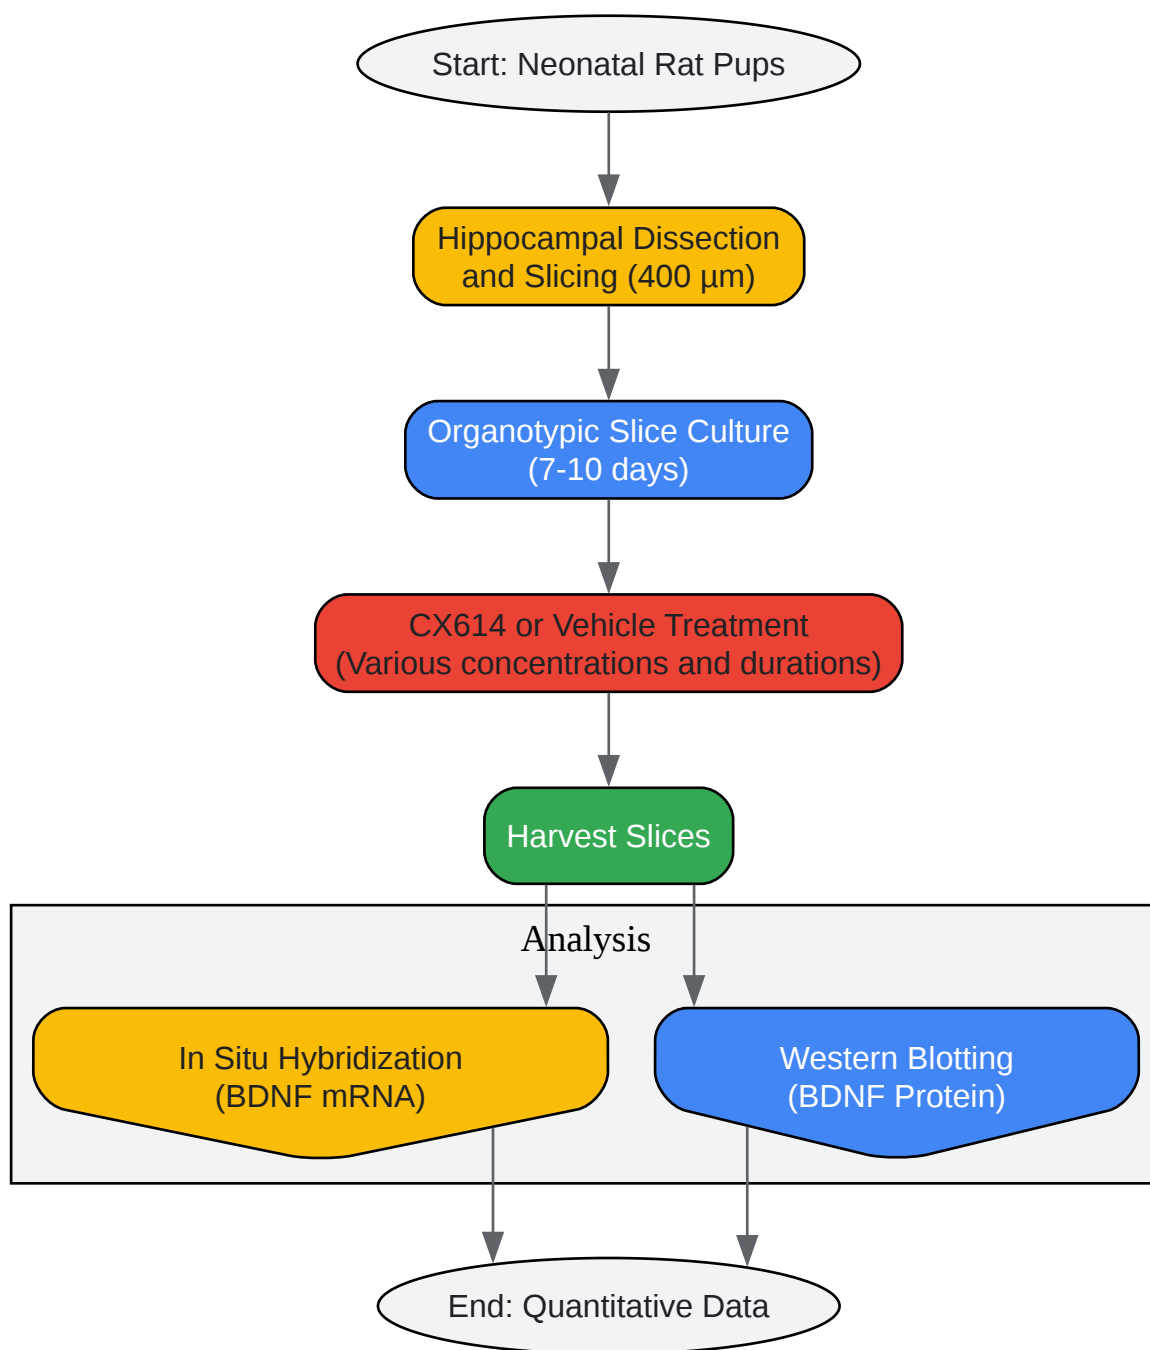 Start: Neonatal Rat Pups
Hippocampal Dissection
and Slicing (400 µm)
Organotypic Slice Culture
(7-10 days)
CX614 or Vehicle Treatment
(Various concentrations and durations)
Harvest Slices
Analysis
In Situ Hybridization
(BDNF mRNA)
Western Blotting
(BDNF Protein)
End: Quantitative Data